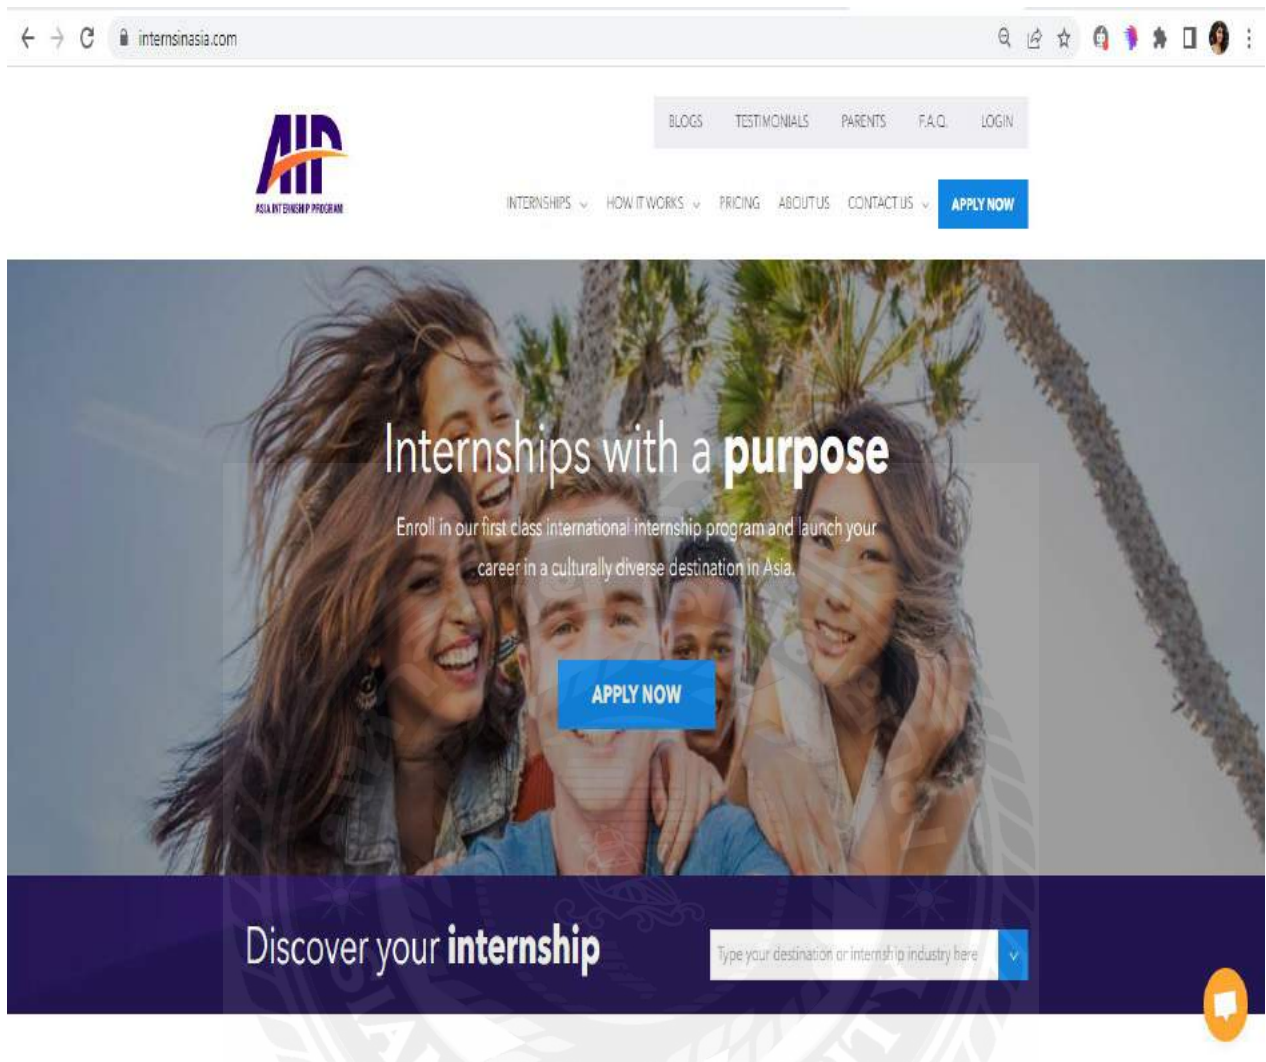 internsinasia.com
BLOGS TESTIMONIALS PARENTS F.A.Q. LOGIN
AIP
ASIA INTERNSHIP PROGRAM
INTERNSHIPS HOW IT WORKS PRICING ABOUT US CONTACT US APPLY NOW
Internships with a purpose
Enroll in our first class international internship program and launch your
career in a culturally diverse destination in Asia.
APPLY NOW
Discover your internship
Type your destination or internship industry here